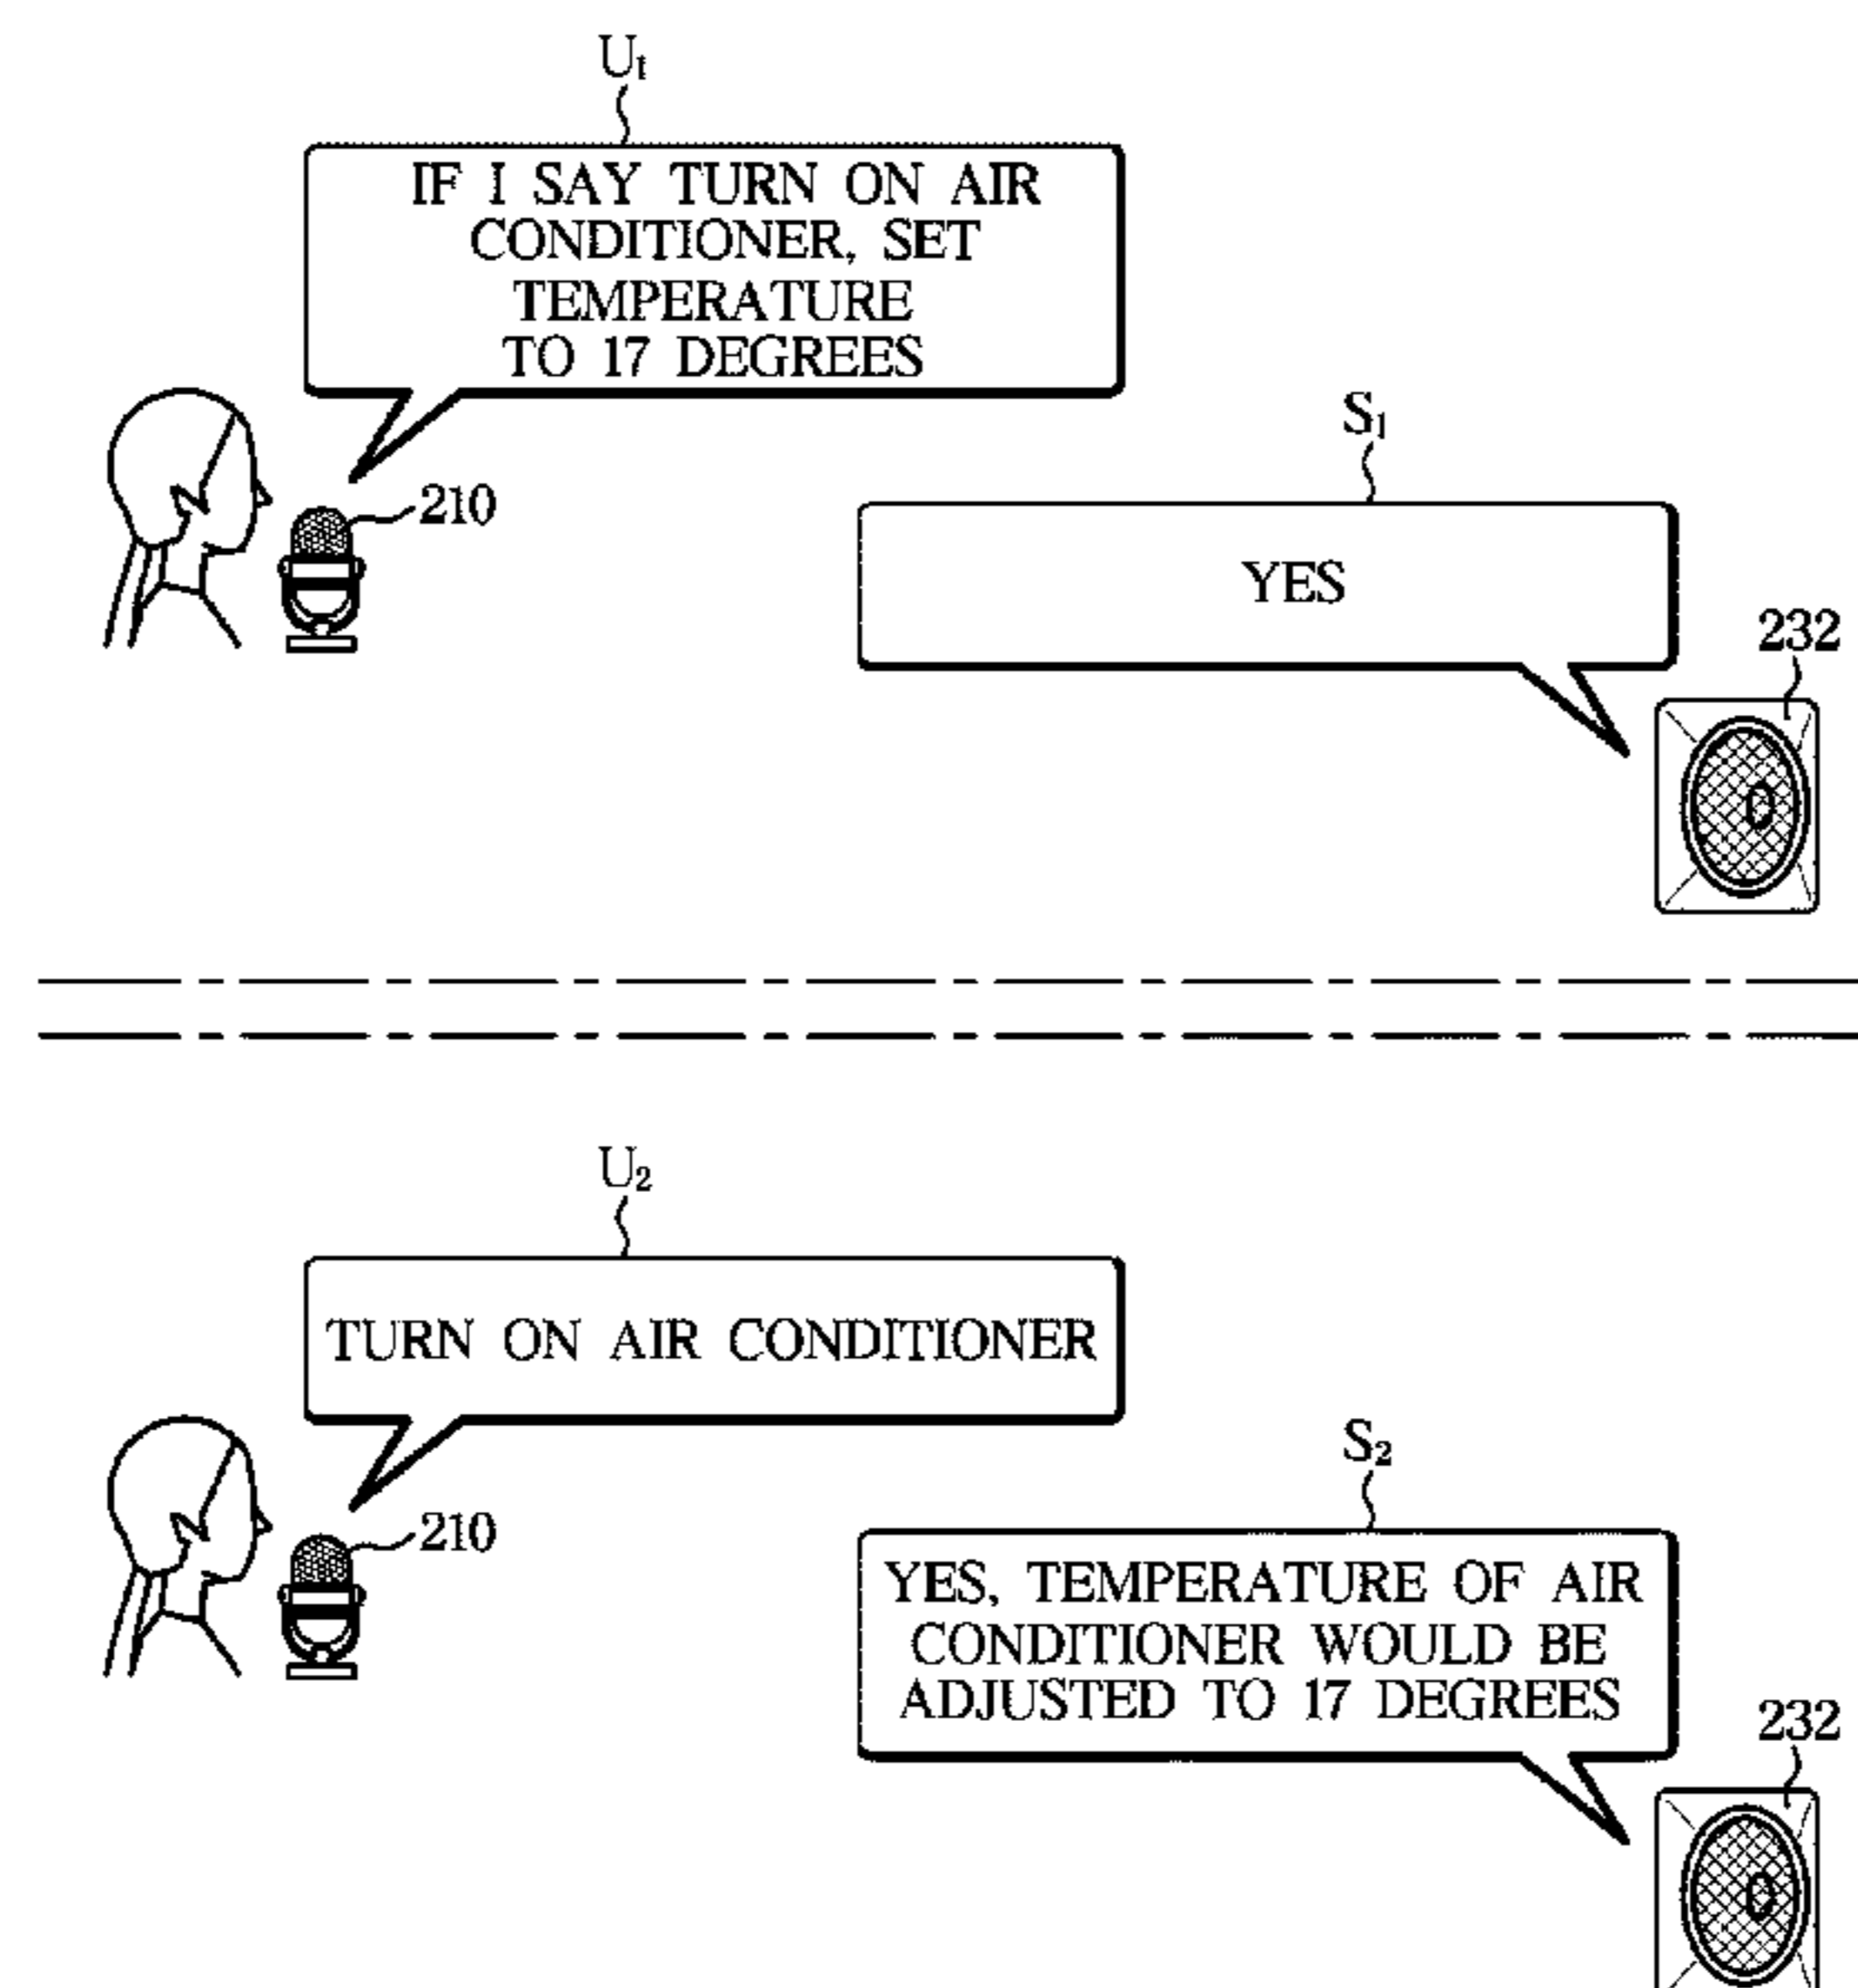 U1
IF I SAY TURN ON AIR
CONDITIONER, SET
TEMPERATURE
TO 17 DEGREES
210
S1
YES
232
U2
TURN ON AIR CONDITIONER
210
S2
YES, TEMPERATURE OF AIR
CONDITIONER WOULD BE
ADJUSTED TO 17 DEGREES
232